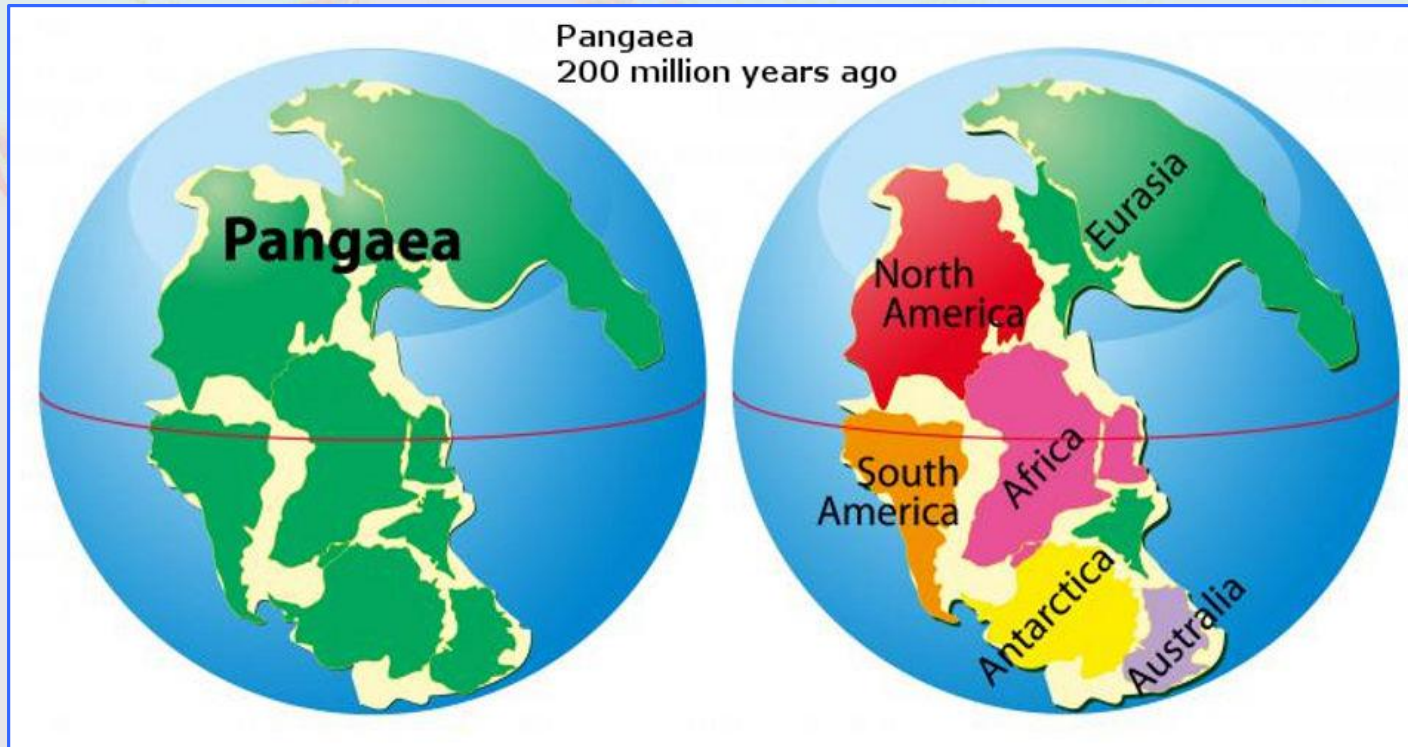 Pangaea
200 million years ago
Pangaea
Eurasia
North
America
South
America
Africa
Antarctica
Australia